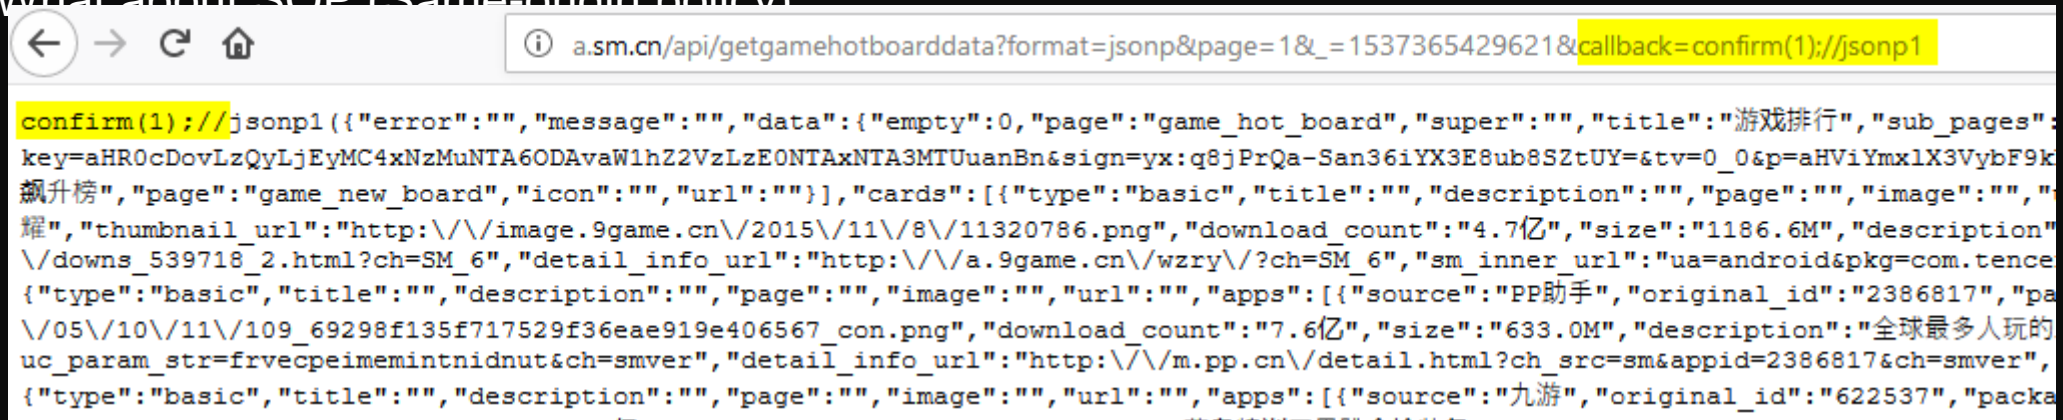 What about SOP (Same-origin policy)
a.sm.cn/api/getgamehotboarddata?format=jsonp&page=1&_=1537365429621&callback=confirm(1);//jsonp1
confirm(1);//jsonp1({"error":"","message":"","data":{"empty":0,"page":"game_hot_board","super":"","title":"游戏排行","sub_pages":
key=aHR0cDovLzQyLjEyMC4xNzMuNTA6ODAvaW1hZ2VzLzE0NTAxNTA3MTUuanBn&sign=yx:q8jPrQa-San36iYX3E8ub8SZtUY=&tv=0_0&p=aHViYmxlX3VybF9k
飙升榜","page":"game_new_board","icon":"","url":""}],"cards":[{"type":"basic","title":"","description":"","page":"","image":"","
耀","thumbnail_url":"http:\/\/image.9game.cn\/2015\/11\/8\/11320786.png","download_count":"4.7亿","size":"1186.6M","description"
\/downs_539718_2.html?ch=SM_6","detail_info_url":"http:\/\/a.9game.cn\/wzry\/?ch=SM_6","sm_inner_url":"ua=android&pkg=com.tence
{"type":"basic","title":"","description":"","page":"","image":"","url":"","apps":[{"source":"PP助手","original_id":"2386817","pa
\/05\/10\/11\/109_69298f135f717529f36eae919e406567_con.png","download_count":"7.6亿","size":"633.0M","description":"全球最多人玩的
uc_param_str=frvecpeimemintnidnut&ch=smver","detail_info_url":"http:\/\/m.pp.cn\/detail.html?ch_src=sm&appid=2386817&ch=smver",
{"type":"basic","title":"","description":"","page":"","image":"","url":"","apps":[{"source":"九游","original_id":"622537","packa